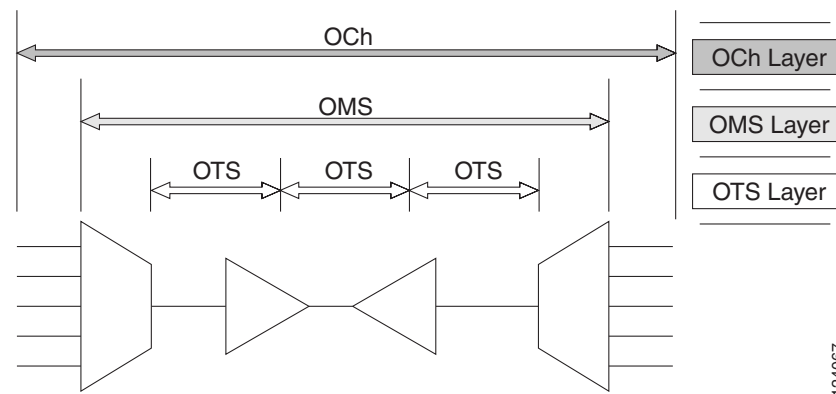 OCh
OCh Layer
OMS
OMS Layer
OTS OTS OTS
OTS Layer